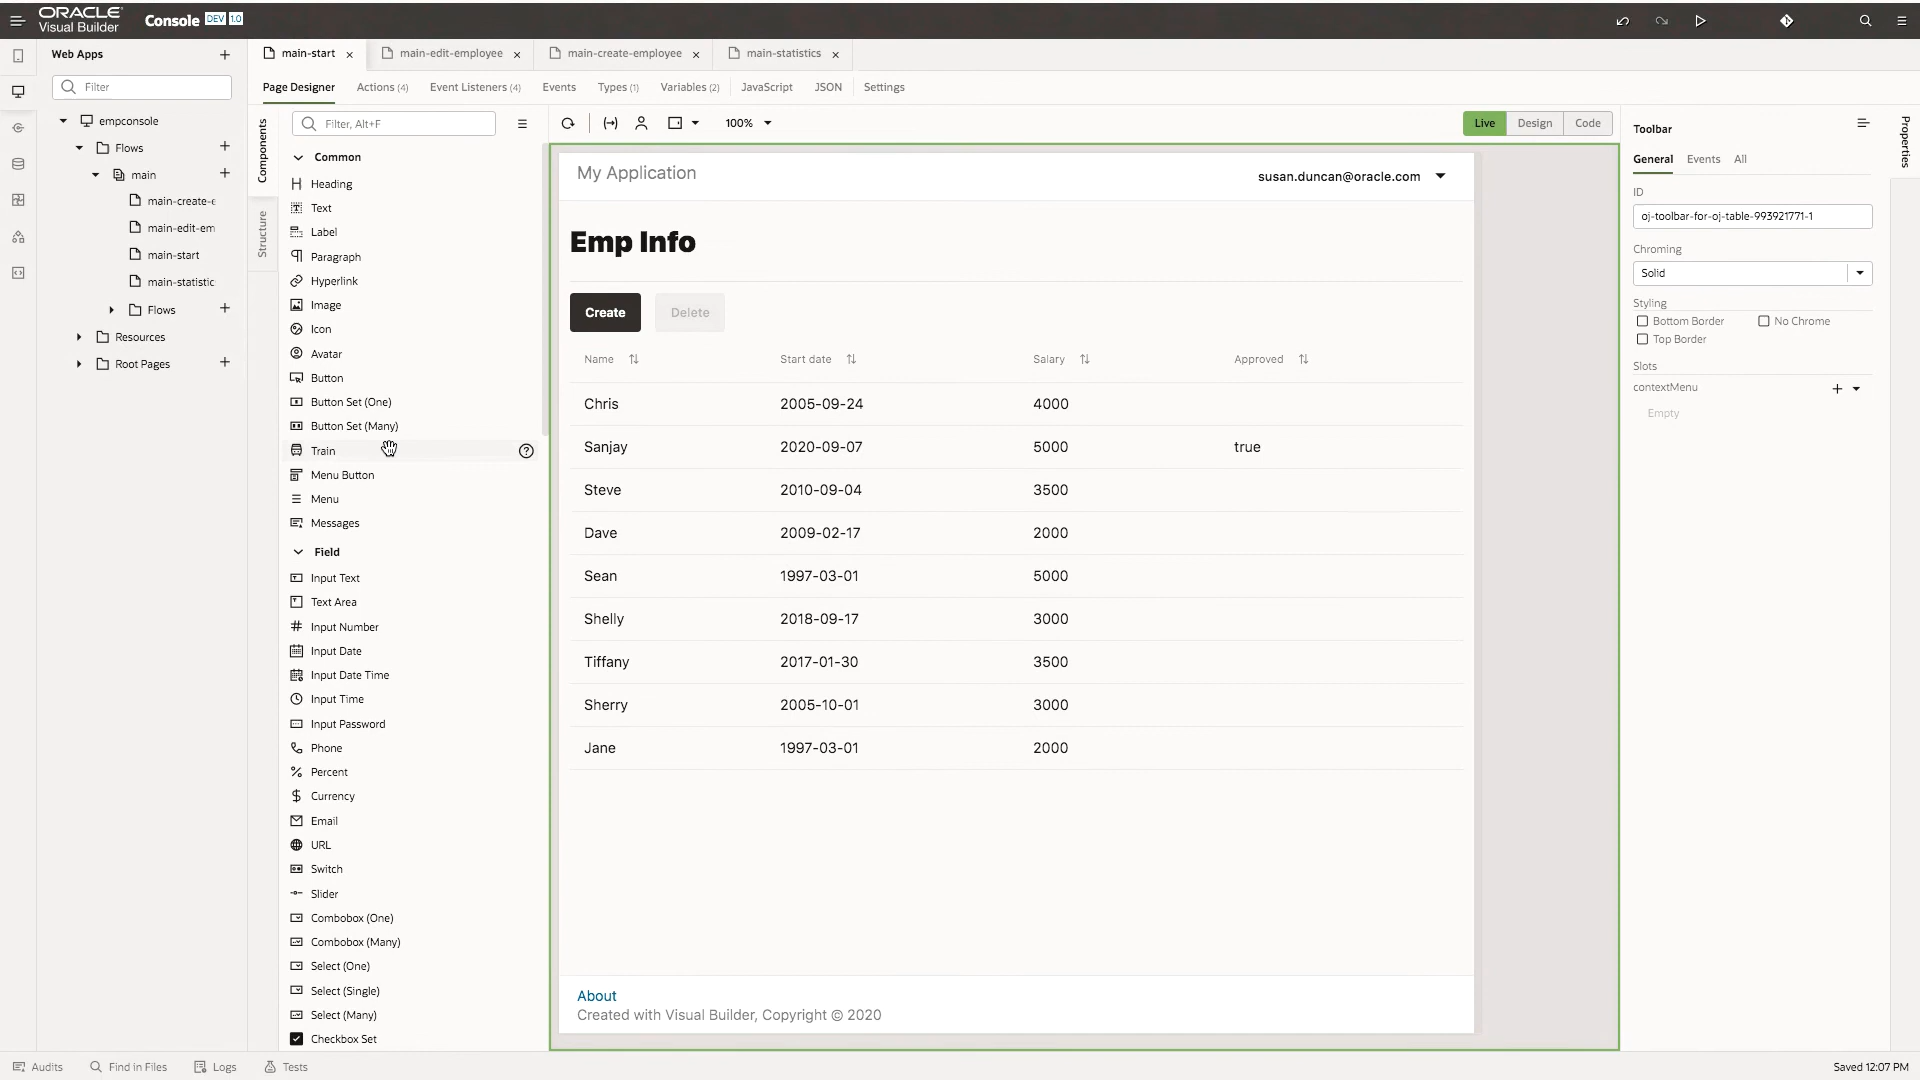 ORACLE
Visual Builder
Console DEV 1.0
Web Apps
Filter
empconsole
Flows
main
main-create-e
main-edit-em
main-start
main-statistic
Flows
Resources
Root Pages
main-start
main-edit-employee
main-create-employee
main-statistics
Page Designer
Actions (4)
Event Listeners (4)
Events
Types (1)
Variables (2)
JavaScript
JSON
Settings
Components
Structure
Filter, Alt+F
Common
Heading
Text
Label
Paragraph
Hyperlink
Image
Icon
Avatar
Button
Button Set (One)
Button Set (Many)
Train
Menu Button
Menu
Messages
Field
Input Text
Text Area
Input Number
Input Date
Input Date Time
Input Time
Input Password
Phone
Percent
Currency
Email
URL
Switch
Slider
Combobox (One)
Combobox (Many)
Select (One)
Select (Single)
Select (Many)
Checkbox Set
100%
Live
Design
Code
My Application
susan.duncan@oracle.com
Emp Info
Create
Delete
Name Start date Salary Approved
Chris 2005-09-24 4000
Sanjay 2020-09-07 5000 true
Steve 2010-09-04 3500
Dave 2009-02-17 2000
Sean 1997-03-01 5000
Shelly 2018-09-17 3000
Tiffany 2017-01-30 3500
Sherry 2005-10-01 3000
Jane 1997-03-01 2000
About
Created with Visual Builder, Copyright © 2020
Toolbar
General
Events
All
ID
oj-toolbar-for-oj-table-993921771-1
Chroming
Solid
Styling
Bottom Border
No Chrome
Top Border
Slots
contextMenu
Empty
Properties
Audits
Find in Files
Logs
Tests
Saved 12:07 PM